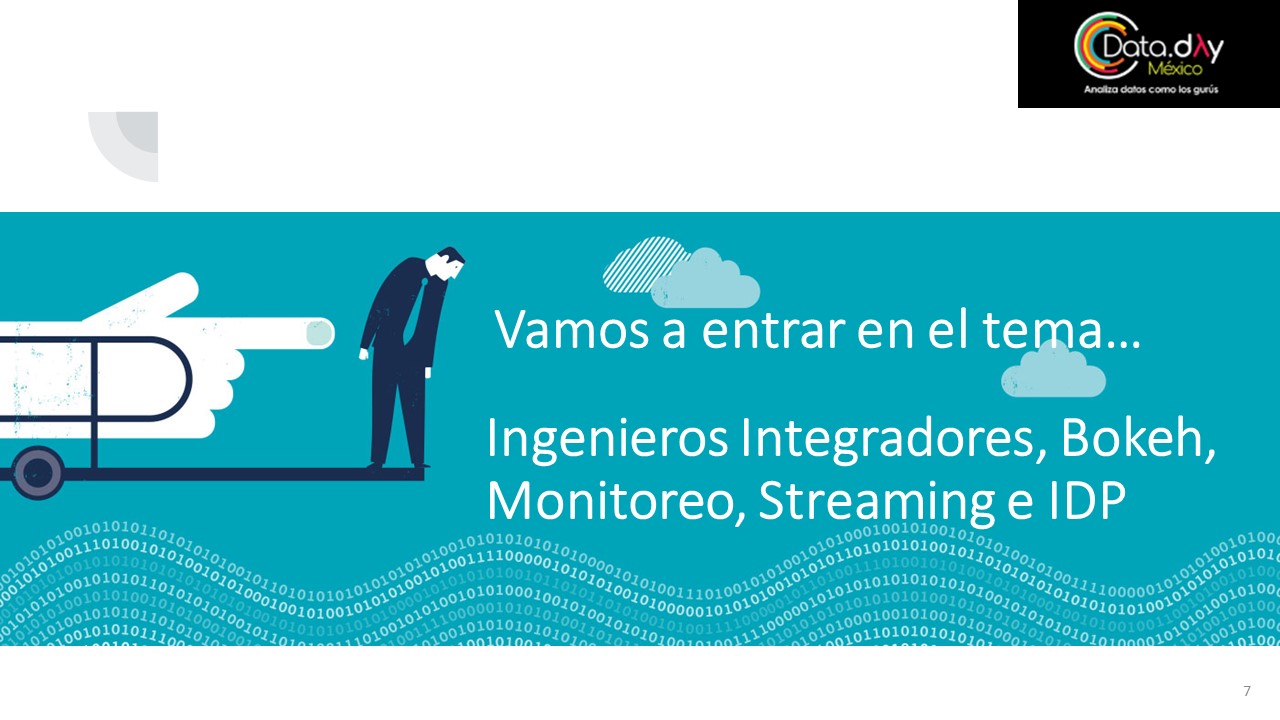 Data.dλy
México
Analiza datos como los gurús
Vamos a entrar en el tema...
Ingenieros Integradores, Bokeh,
Monitoreo, Streaming e IDP
7